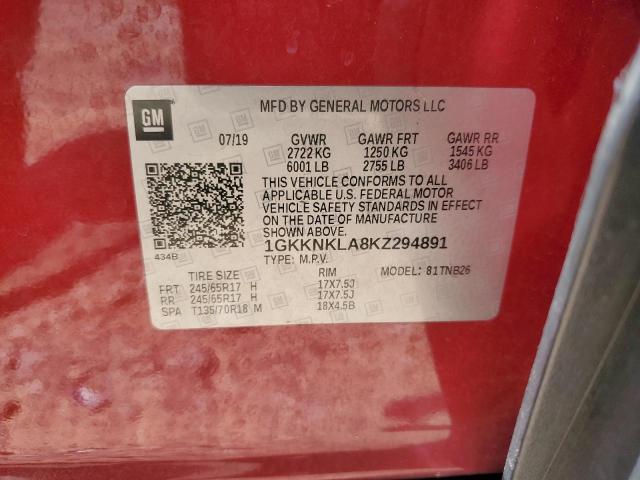 GM
MFD BY GENERAL MOTORS LLC
07/19 GVWR GAWR FRT GAWR RR
2722 KG 1250 KG 1545 KG
6001 LB 2755 LB 3406 LB
THIS VEHICLE CONFORMS TO ALL
APPLICABLE U.S. FEDERAL MOTOR
VEHICLE SAFETY STANDARDS IN EFFECT
ON THE DATE OF MANUFACTURE
SHOWN ABOVE.
434B
1GKKNKLA8KZ294891
TYPE: M.P.V. MODEL: 81TNB26
TIRE SIZE RIM
FRT 245/65R17 H 17X7.5J
RR 245/65R17 H 17X7.5J
SPA T135/70R18 M 18X4.5B